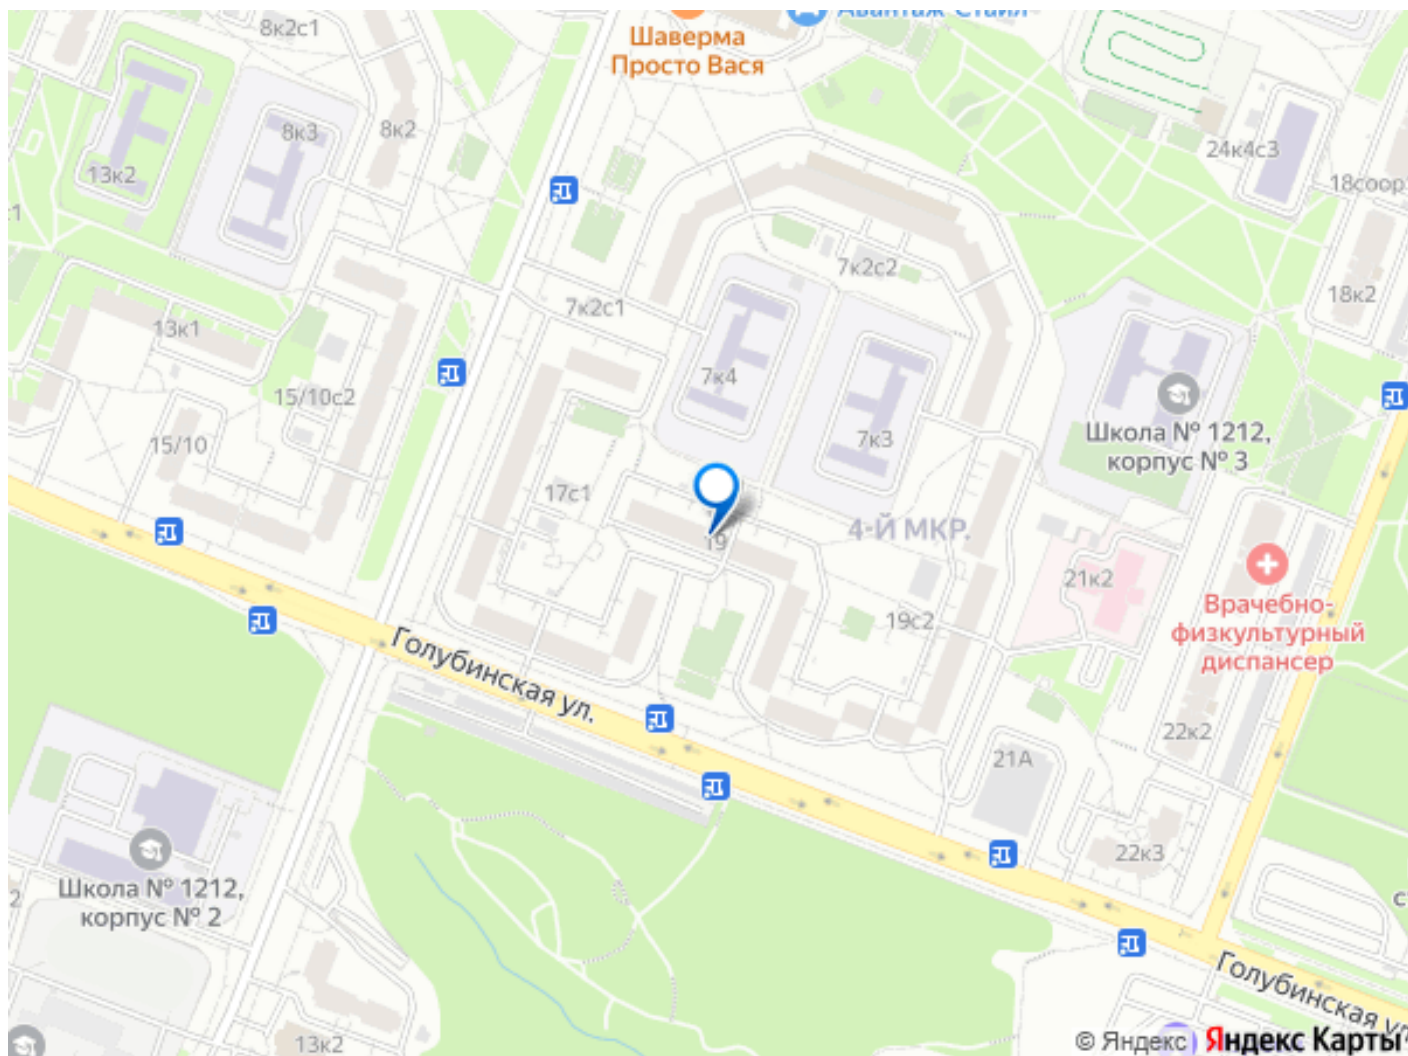 8к2с1
Шаверма
Просто Вася
Авантаж Стайл
8к3
8к2
13к2
24к4с3
7к2с2
18к2
7к2с1
13к1
7к4
15/10с2
7к3
15/10
Школа № 1212,
корпус № 3
17с1
4-Й МКР.
19
21к2
19с2
Врачебно-
физкультурный
диспансер
Голубинская ул.
22к2
21А
22к3
Школа № 1212,
корпус № 2
Голубинская ул.
13к2
© Яндекс Яндекс Карты